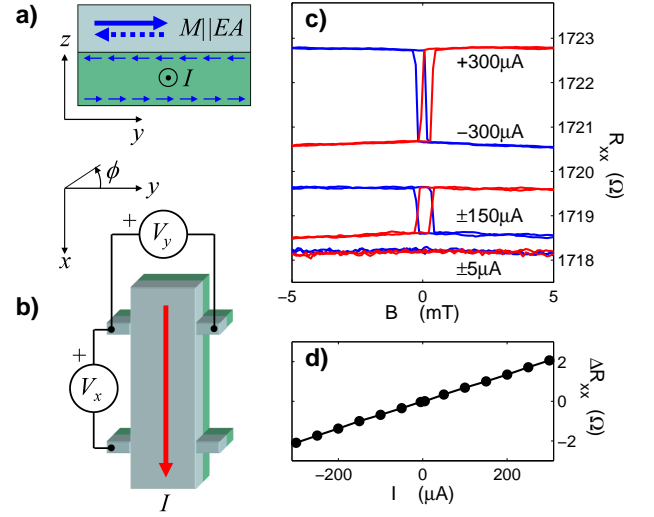 a)
M||EA
z
I
y
ϕ
y
x
+
V_y
b)
+
V_x
I
c)
1723
+300μA
1722
−300μA
1721
R_xx (Ω)
1720
±150μA
1719
±5μA
1718
−5
0
5
B (mT)
d)
2
0
−2
ΔR_xx (Ω)
−200
0
200
I (μA)